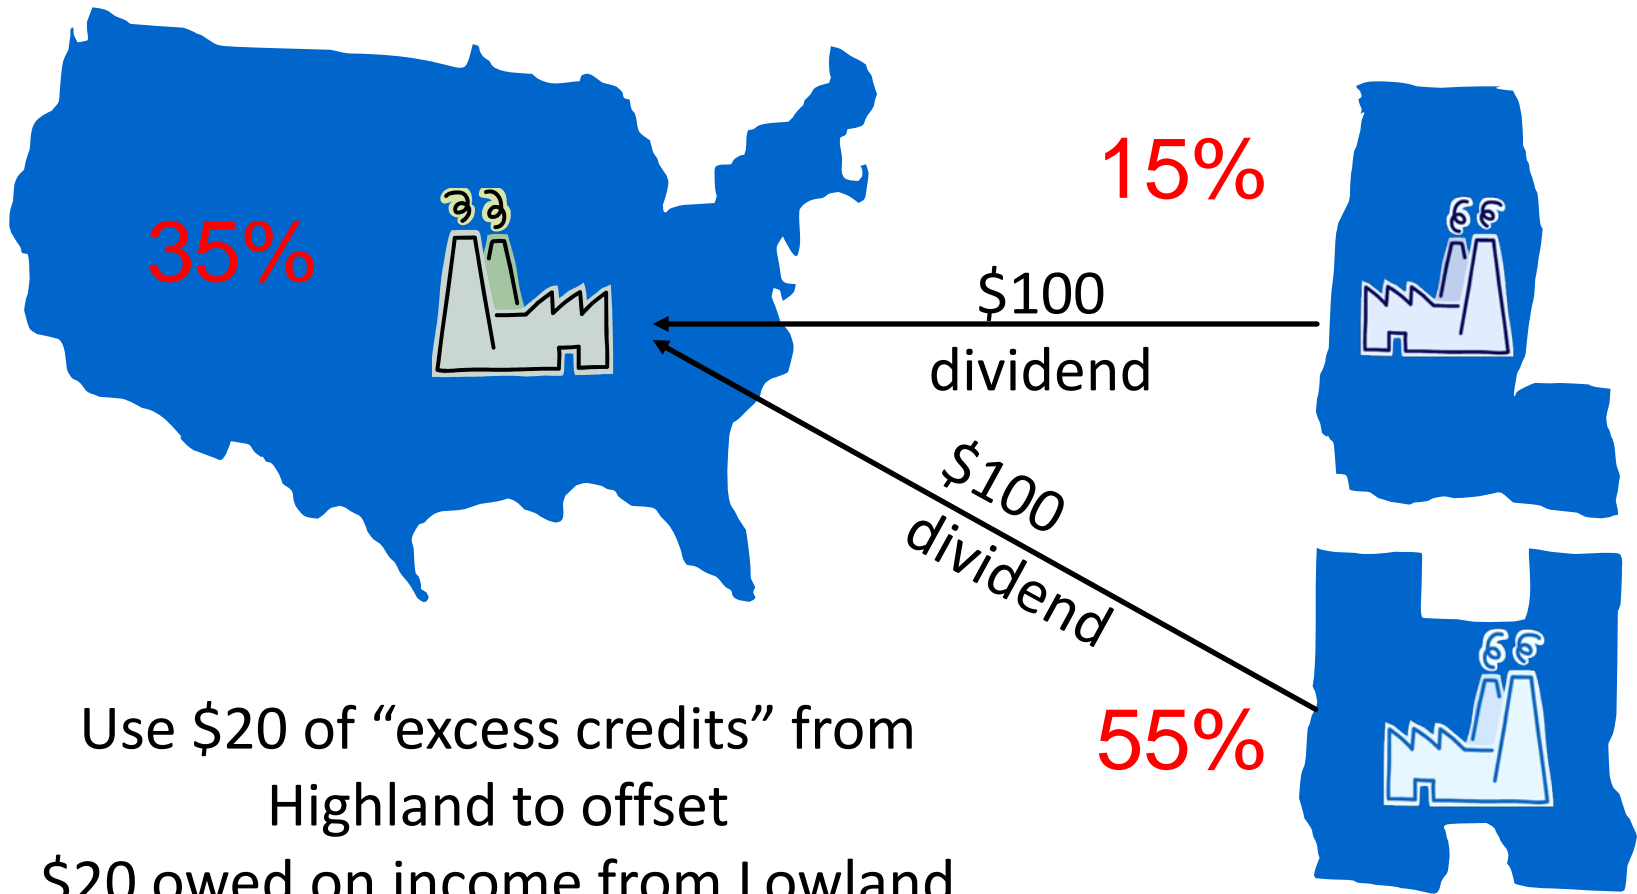 15%
35%
$100
dividend
$100
dividend
55%
Use $20 of “excess credits” from
Highland to offset
$20 owed on income from Lowland